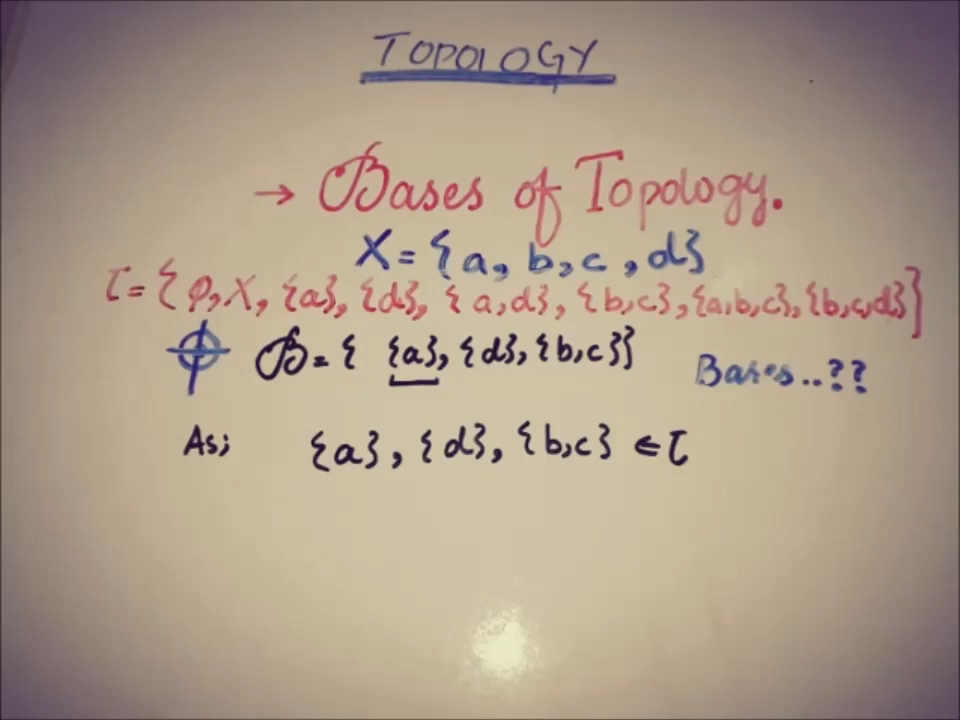 TOPOLOGY
→ Bases of Topology.
X = {a, b, c, d}
τ = {φ, X, {a}, {d}, {a,d}, {b,c}, {a,b,c}, {b,c,d}}
B = { {a}, {d}, {b,c}}
Bases..??
As; {a}, {d}, {b,c} ∈ τ